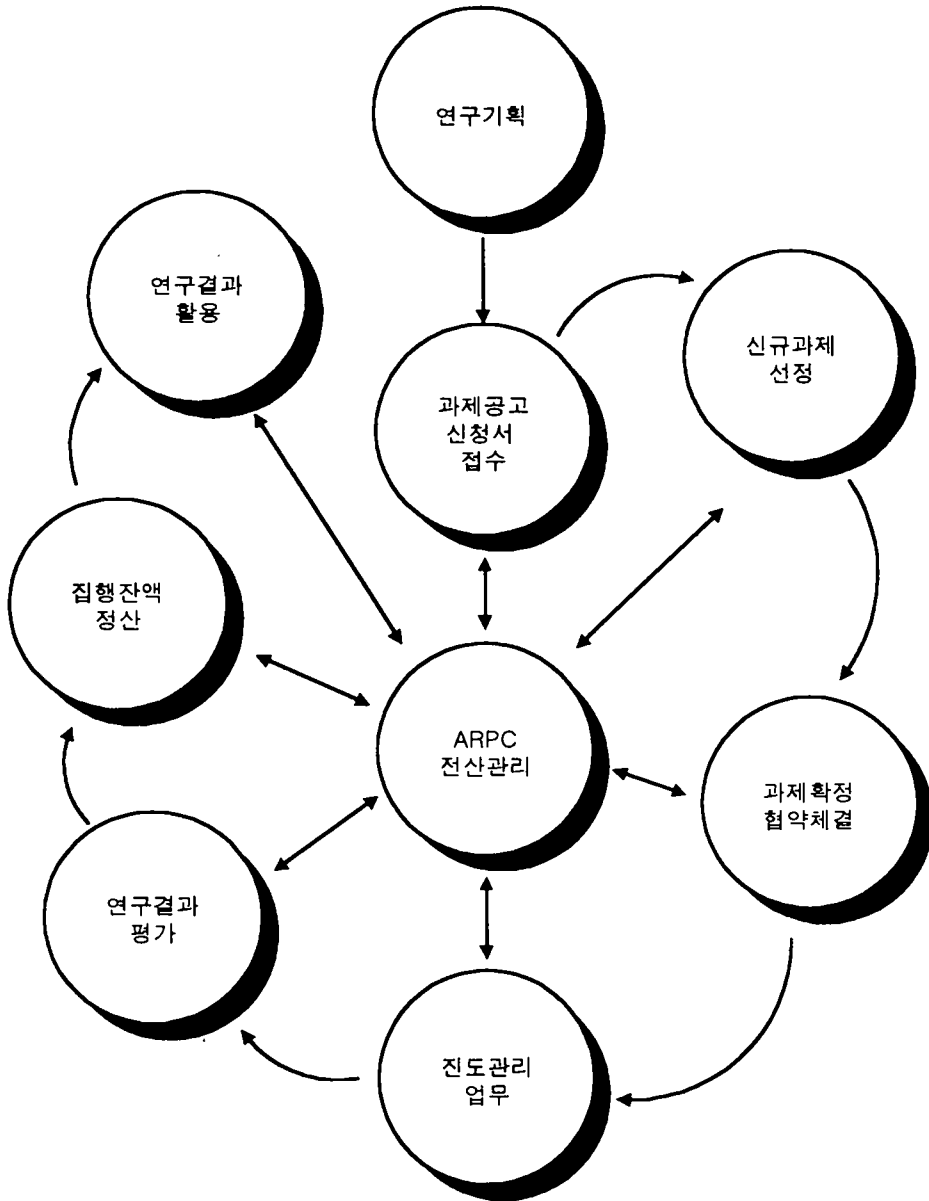 연구기획
연구결과
활용
신규과제
선정
과제공고
신청서
접수
집행잔액
정산
ARPC
전산관리
과제확정
협약체결
연구결과
평가
진도관리
업무